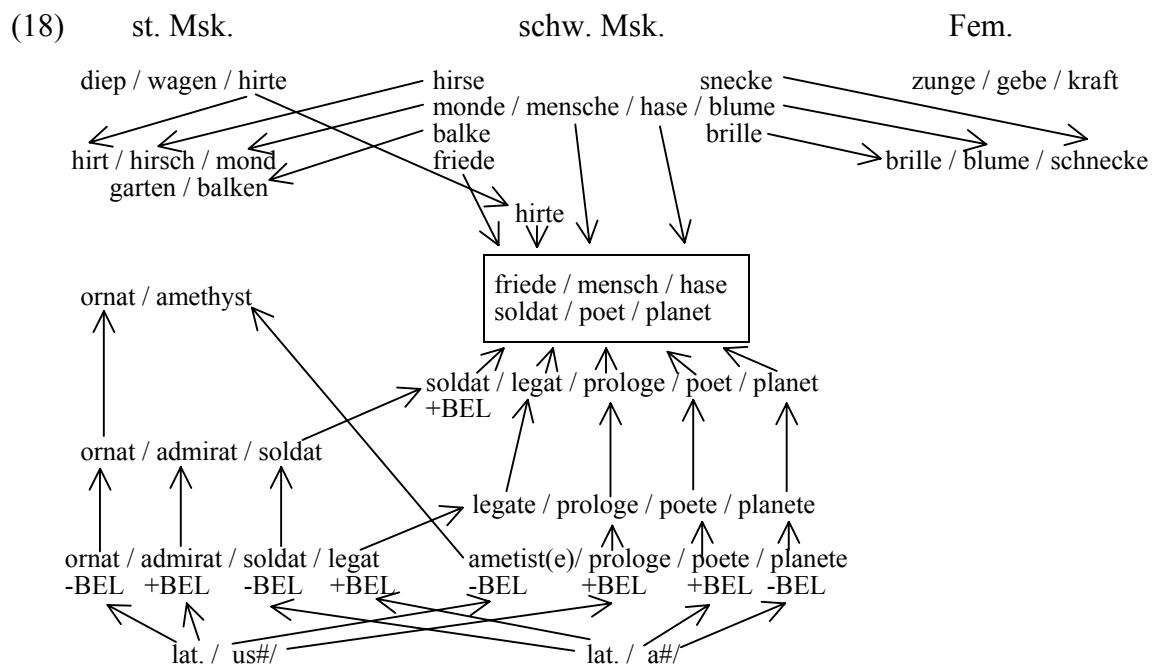 (18) st. Msk. schw. Msk. Fem.
diep / wagen / hirte hirse snecke zunge / gebe / kraft
monde / mensche / hase / blume
balke brille
hirt / hirsch / mond friede brille / blume / schnecke
garten / balken
hirte
friede / mensch / hase
ornat / amethyst
soldat / poet / planet
soldat / legat / prologe / poet / planet
+BEL
ornat / admirat / soldat
legate / prologe / poete / planete
ornat / admirat / soldat / legat ametist(e)/ prologe / poete / planete
-BEL +BEL -BEL +BEL -BEL +BEL +BEL -BEL
lat. / us#/ lat. / a#/